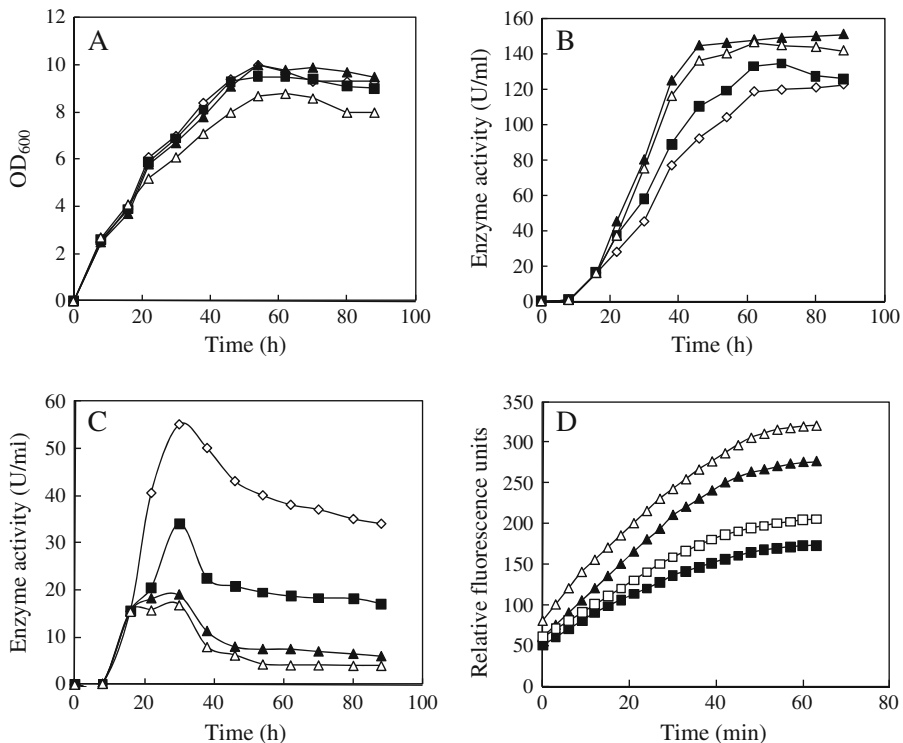 A
OD600
12
10
8
6
4
2
0
0 20 40 60 80 100
Time (h)
B
Enzyme activity (U/ml)
160
140
120
100
80
60
40
20
0
0 20 40 60 80 100
Time (h)
C
Enzyme activity (U/ml)
60
50
40
30
20
10
0
0 20 40 60 80 100
Time (h)
D
Relative fluorescence units
350
300
250
200
150
100
50
0
0 20 40 60 80
Time (min)